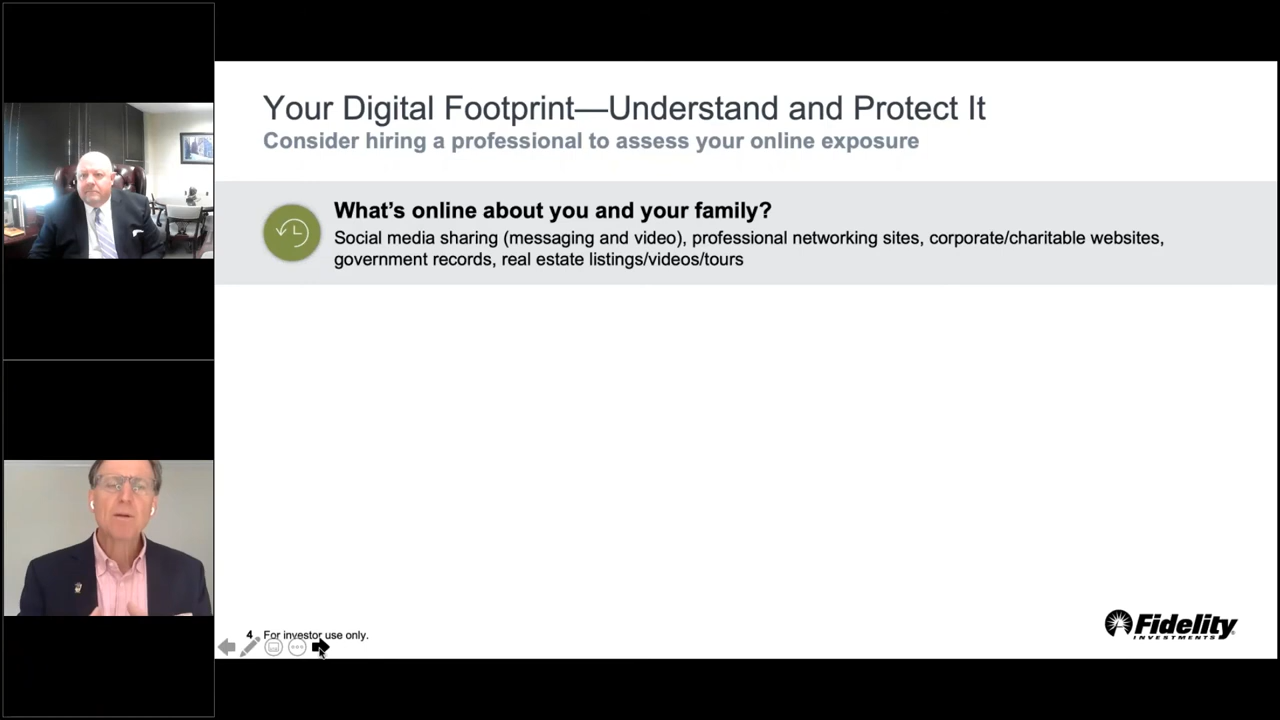 Your Digital Footprint—Understand and Protect It
Consider hiring a professional to assess your online exposure
What's online about you and your family?
Social media sharing (messaging and video), professional networking sites, corporate/charitable websites,
government records, real estate listings/videos/tours
4 For investor use only.
Fidelity
INVESTMENTS